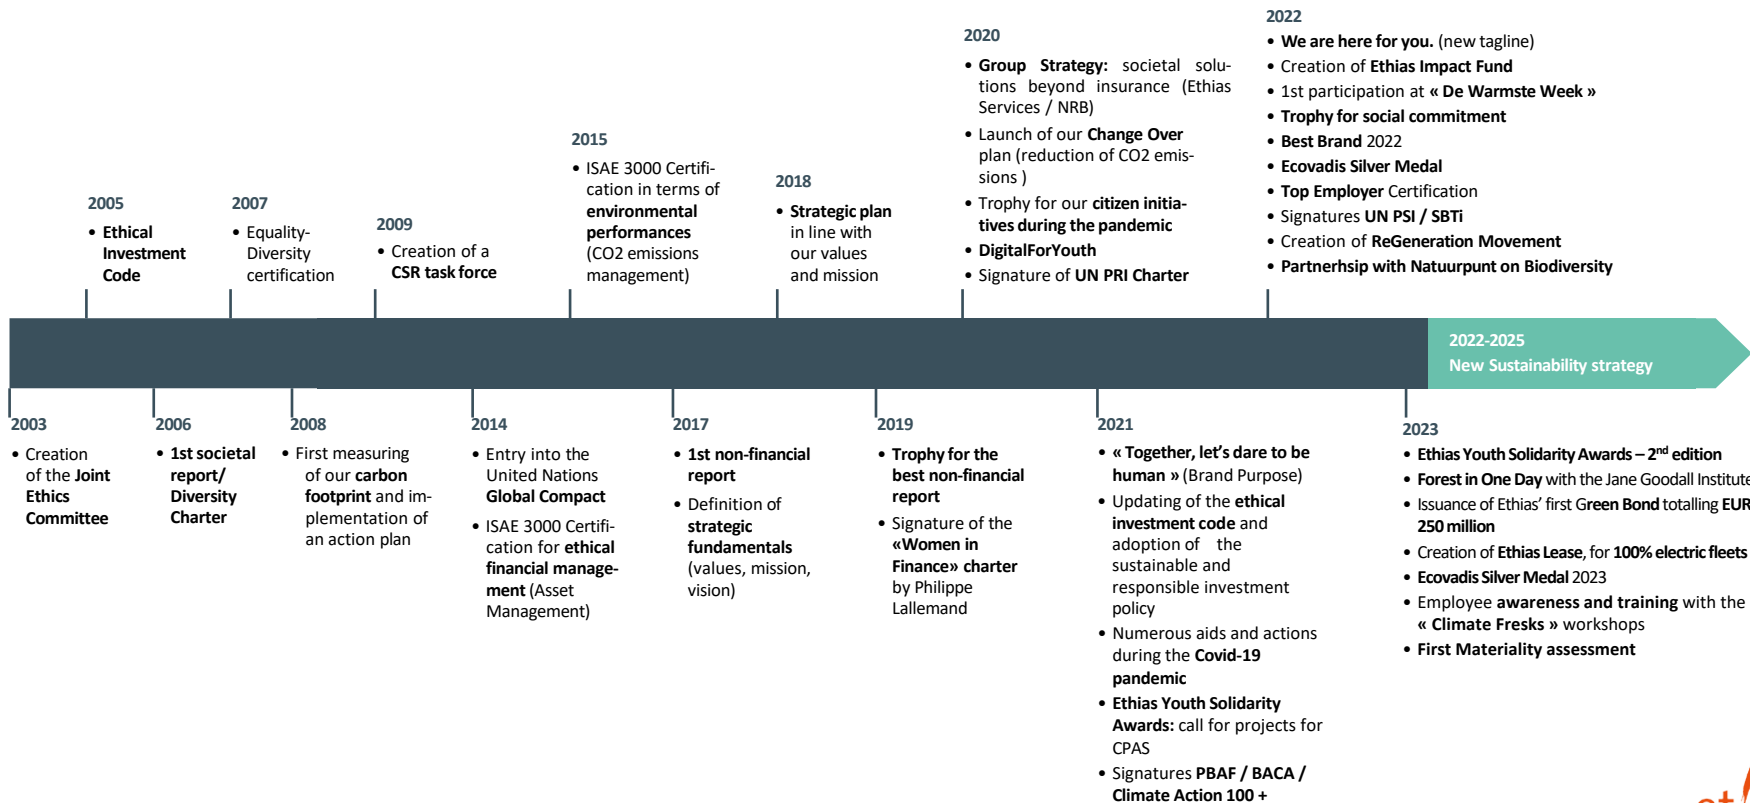 2005
• Ethical
Investment
Code
2007
• Equality-
Diversity
certification
2009
• Creation of a
CSR task force
2015
• ISAE 3000 Certifi-
cation in terms of
environmental
performances
(CO2 emissions
management)
2018
• Strategic plan
in line with
our values
and mission
2020
• Group Strategy: societal solu-
tions beyond insurance (Ethias
Services / NRB)
• Launch of our Change Over
plan (reduction of CO2 emis-
sions )
• Trophy for our citizen initia-
tives during the pandemic
• DigitalForYouth
• Signature of UN PRI Charter
2022
• We are here for you. (new tagline)
• Creation of Ethias Impact Fund
• 1st participation at « De Warmste Week »
• Trophy for social commitment
• Best Brand 2022
• Ecovadis Silver Medal
• Top Employer Certification
• Signatures UN PSI / SBTi
• Creation of ReGeneration Movement
• Partnerhsip with Natuurpunt on Biodiversity
2022-2025
New Sustainability strategy
2003
• Creation
of the Joint
Ethics
Committee
2006
• 1st societal
report/
Diversity
Charter
2008
• First measuring
of our carbon
footprint and im-
plementation of
an action plan
2014
• Entry into the
United Nations
Global Compact
• ISAE 3000 Certifi-
cation for ethical
financial manage-
ment (Asset
Management)
2017
• 1st non-financial
report
• Definition of
strategic
fundamentals
(values, mission,
vision)
2019
• Trophy for the
best non-financial
report
• Signature of the
«Women in
Finance» charter
by Philippe
Lallemand
2021
• « Together, let's dare to be
human » (Brand Purpose)
• Updating of the ethical
investment code and
adoption of the
sustainable and
responsible investment
policy
• Numerous aids and actions
during the Covid-19
pandemic
• Ethias Youth Solidarity
Awards: call for projects for
CPAS
• Signatures PBAF / BACA /
Climate Action 100 +
2023
• Ethias Youth Solidarity Awards – 2nd edition
• Forest in One Day with the Jane Goodall Institute
• Issuance of Ethias' first Green Bond totalling EUR
250 million
• Creation of Ethias Lease, for 100% electric fleets
• Ecovadis Silver Medal 2023
• Employee awareness and training with the
« Climate Fresks » workshops
• First Materiality assessment